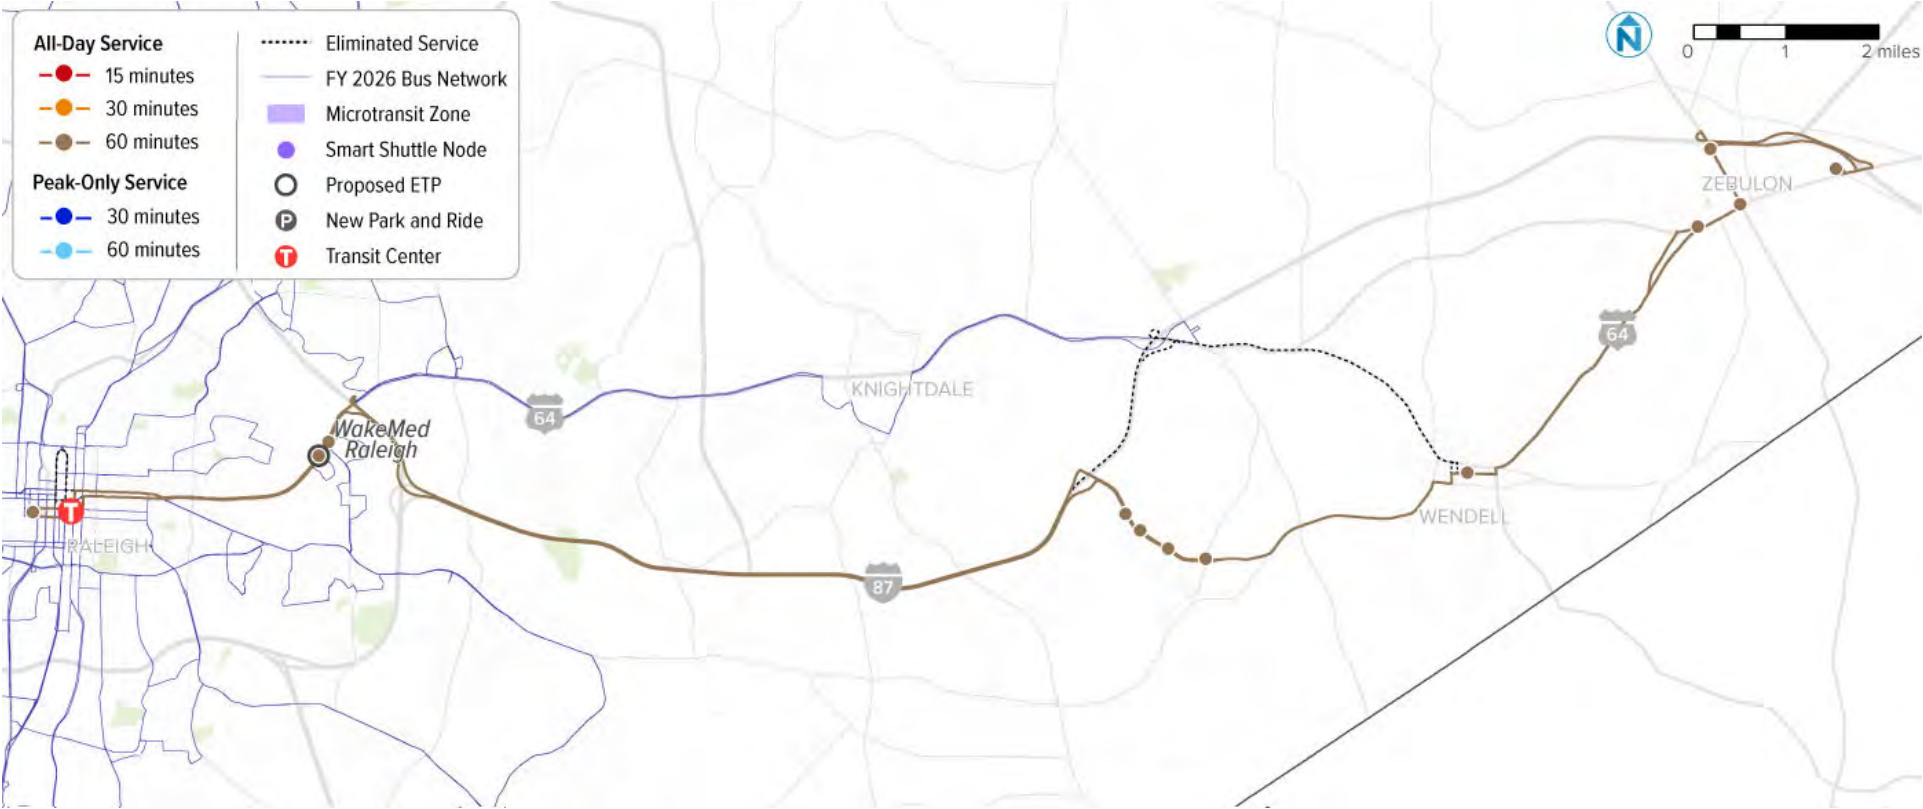 All-Day Service
15 minutes
30 minutes
60 minutes
Peak-Only Service
30 minutes
60 minutes
Eliminated Service
FY 2026 Bus Network
Microtransit Zone
Smart Shuttle Node
Proposed ETP
P New Park and Ride
T Transit Center
N
0 1 2 miles
ZEBULON
64
KNIGHTDALE
64
WakeMed
Raleigh
T
WENDELL
RALEIGH
87